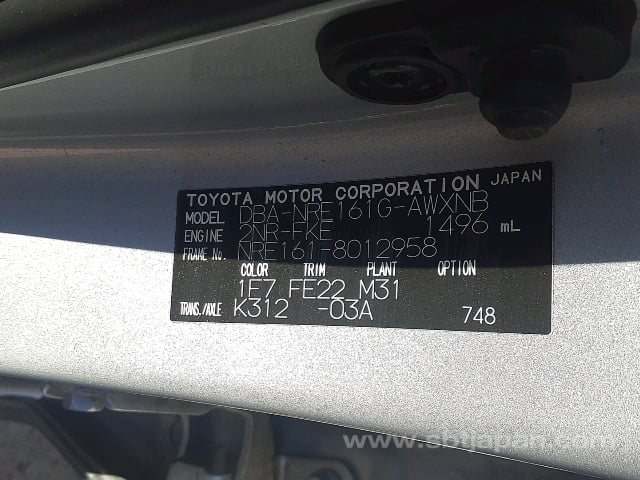 TOYOTA MOTOR CORPORATION JAPAN
MODEL DBA-NRE161G-AWXNB
ENGINE 2NR-FKE 1496 mL
FRAME No. NRE161-8012958
COLOR TRIM PLANT OPTION
1F7 FE22 M31
TRANS./AXLE K312 -03A 748
www.sbtjapan.com